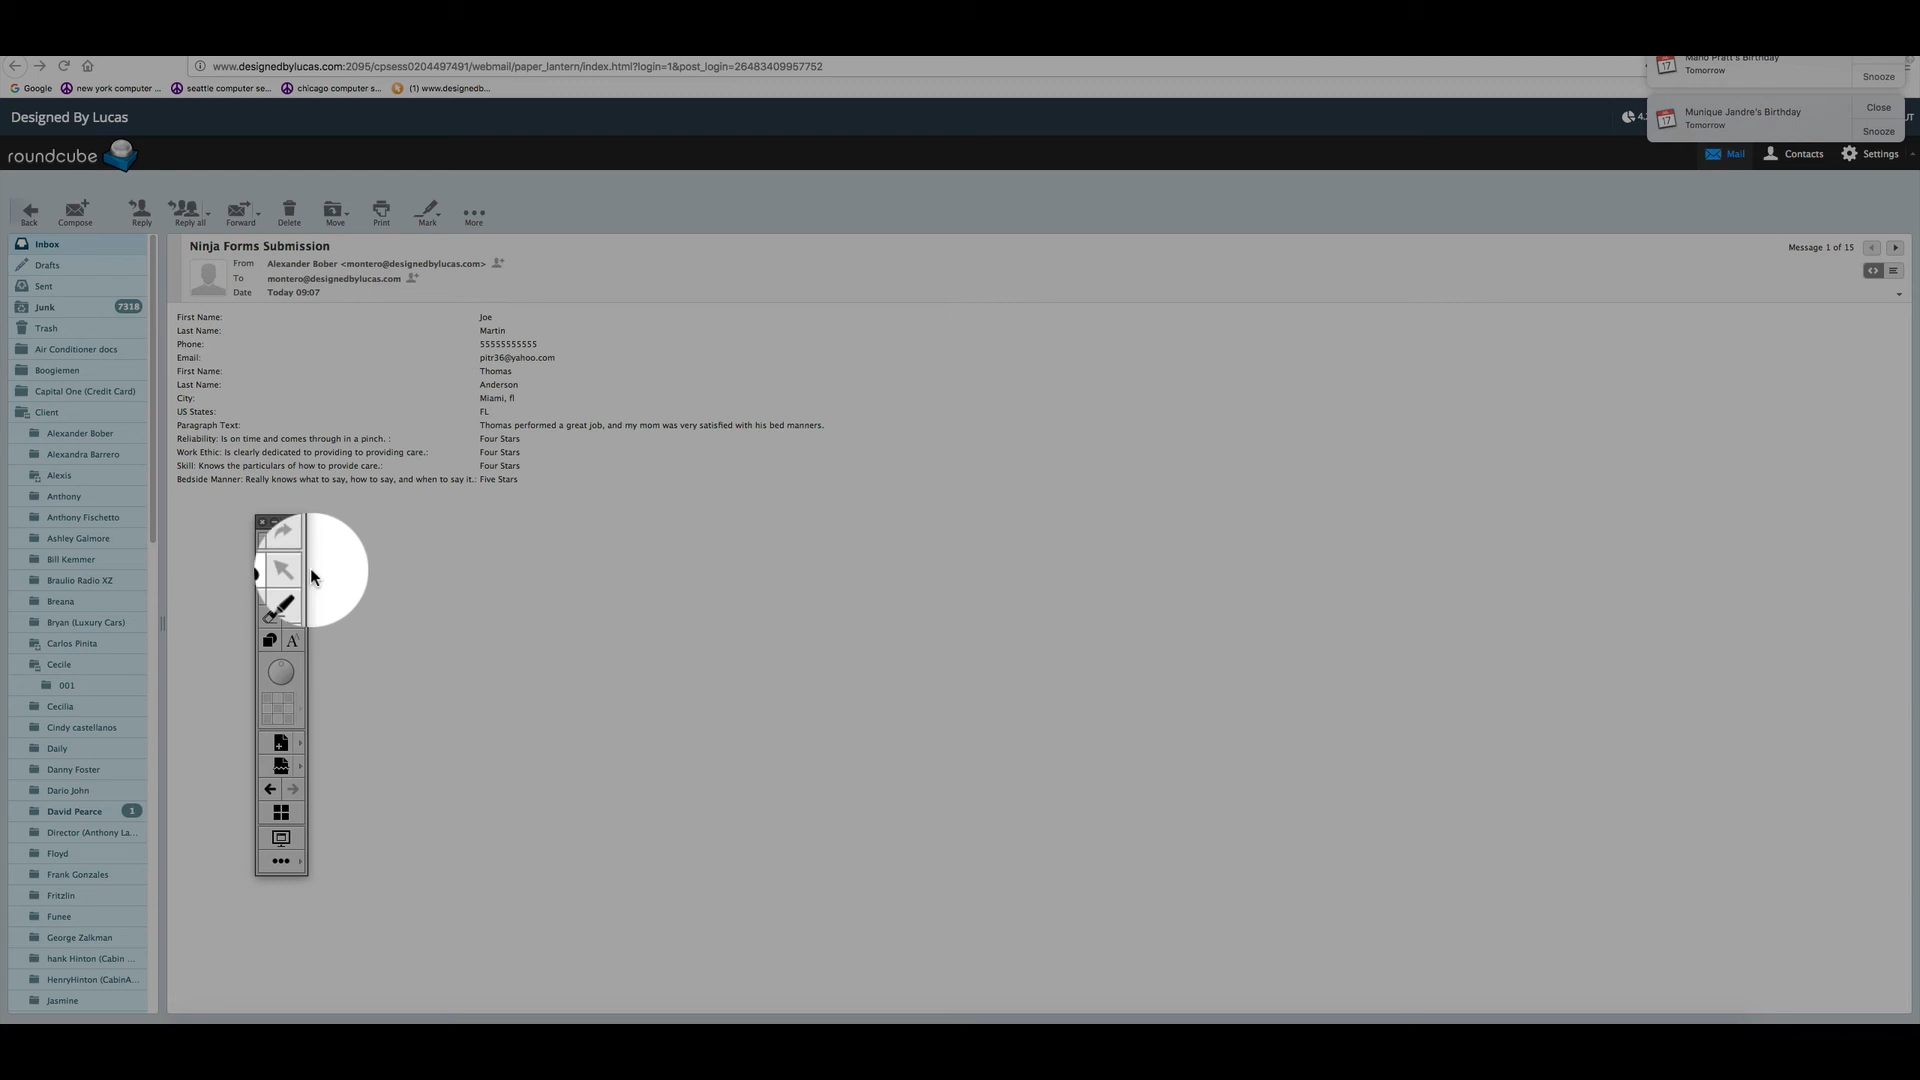 www.designedbylucas.com:2095/cpsess0204497491/webmail/paper_lantern/index.html?login=1&post_login=26483409957752
Pratt's Birthday
Tomorrow
Snooze
Google
new york computer ...
seattle computer se...
chicago computer s...
(1) www.designedb...
Designed By Lucas
Munique Jandre's Birthday
Tomorrow
Close
Snooze
roundcube
Mail
Contacts
Settings
Back
Compose
Reply
Reply all
Forward
Delete
Move
Print
Mark
More
Inbox
Drafts
Sent
Junk 7318
Trash
Air Conditioner docs
Boogiemen
Capital One (Credit Card)
Client
Alexander Bober
Alexandra Barrero
Alexis
Anthony
Anthony Fischetto
Ashley Galmore
Bill Kemmer
Braulio Radio XZ
Breana
Bryan (Luxury Cars)
Carlos Pinita
Cecile
001
Cecilia
Cindy castellanos
Daily
Danny Foster
Dario John
David Pearce 1
Director (Anthony La...
Floyd
Frank Gonzales
Fritzlin
Funee
George Zalkman
hank Hinton (Cabin ...
HenryHinton (CabinA...
Jasmine
Ninja Forms Submission
Message 1 of 15
From Alexander Bober <montero@designedbylucas.com>
To montero@designedbylucas.com
Date Today 09:07
First Name: Joe
Last Name: Martin
Phone: 55555555555
Email: pitr36@yahoo.com
First Name: Thomas
Last Name: Anderson
City: Miami, fl
US States: FL
Paragraph Text: Thomas performed a great job, and my mom was very satisfied with his bed manners.
Reliability: Is on time and comes through in a pinch. : Four Stars
Work Ethic: Is clearly dedicated to providing to providing care.: Four Stars
Skill: Knows the particulars of how to provide care.: Four Stars
Bedside Manner: Really knows what to say, how to say, and when to say it.: Five Stars